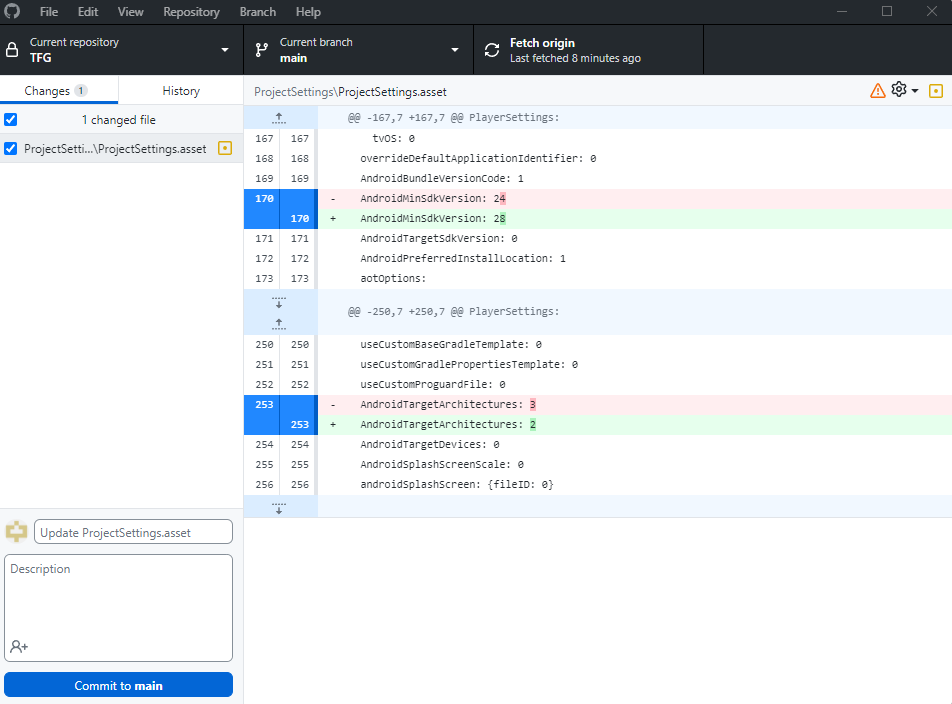 File Edit View Repository Branch Help
Current repository
TFG
Current branch
main
Fetch origin
Last fetched 8 minutes ago
Changes 1
History
1 changed file
ProjectSetti...\ProjectSettings.asset
Update ProjectSettings.asset
Description
Commit to main
ProjectSettings\ProjectSettings.asset
@@ -167,7 +167,7 @@ PlayerSettings:
167 167 tvOS: 0
168 168 overrideDefaultApplicationIdentifier: 0
169 169 AndroidBundleVersionCode: 1
170 - AndroidMinSdkVersion: 24
170 + AndroidMinSdkVersion: 28
171 171 AndroidTargetSdkVersion: 0
172 172 AndroidPreferredInstallLocation: 1
173 173 aotOptions:
@@ -250,7 +250,7 @@ PlayerSettings:
250 250 useCustomBaseGradleTemplate: 0
251 251 useCustomGradlePropertiesTemplate: 0
252 252 useCustomProguardFile: 0
253 - AndroidTargetArchitectures: 3
253 + AndroidTargetArchitectures: 2
254 254 AndroidTargetDevices: 0
255 255 AndroidSplashScreenScale: 0
256 256 androidSplashScreen: {fileID: 0}